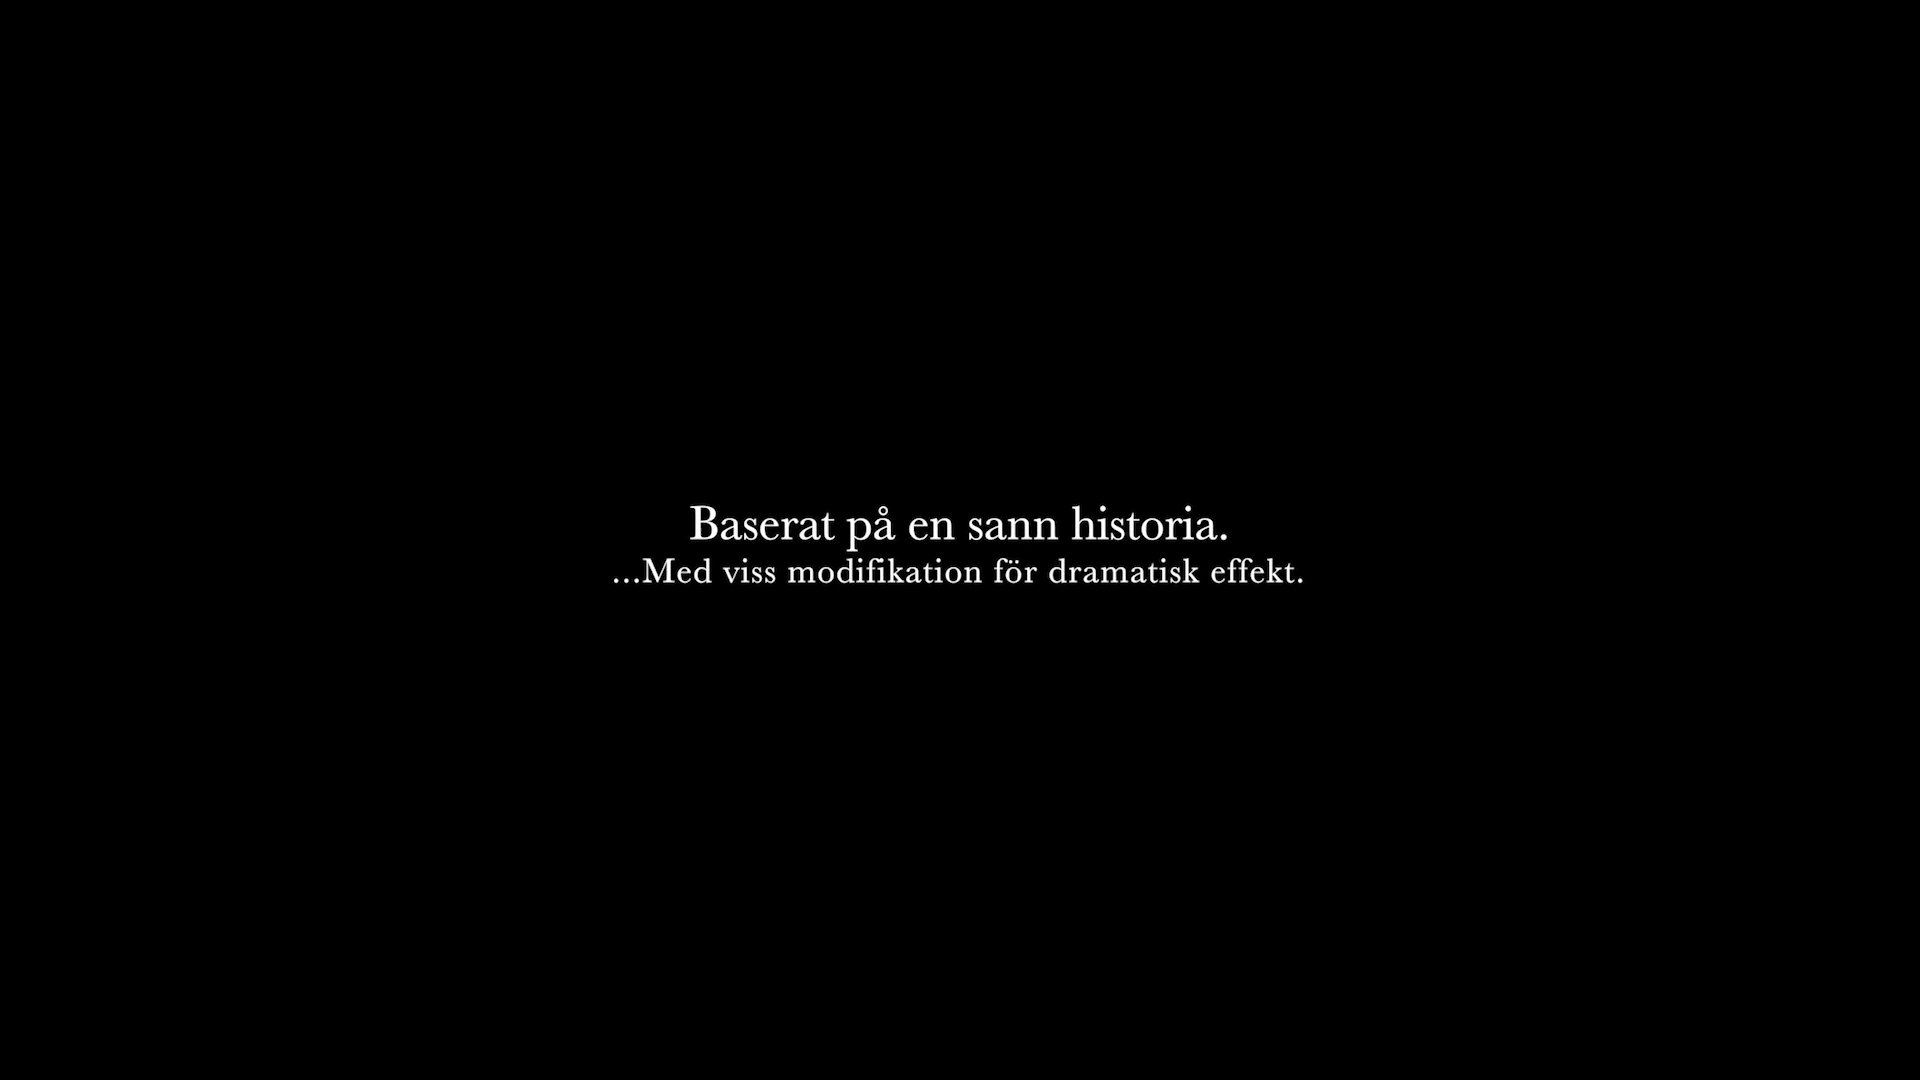 Baserat på en sann historia.
...Med viss modifikation för dramatisk effekt.